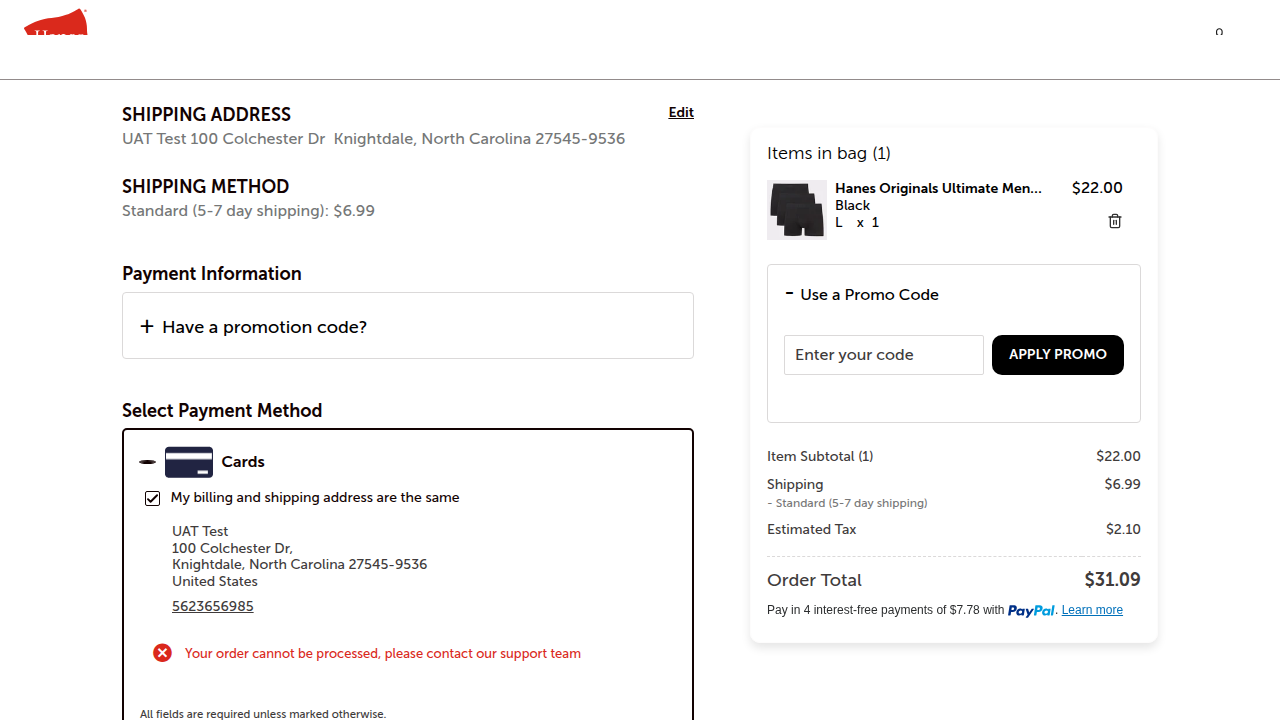 Hanes
0
SHIPPING ADDRESS
Edit
UAT Test 100 Colchester Dr  Knightdale, North Carolina 27545-9536
SHIPPING METHOD
Standard (5-7 day shipping): $6.99
Payment Information
+ Have a promotion code?
Select Payment Method
Cards
My billing and shipping address are the same
UAT Test
100 Colchester Dr,
Knightdale, North Carolina 27545-9536
United States
5623656985
Your order cannot be processed, please contact our support team
All fields are required unless marked otherwise.
Items in bag (1)
Hanes Originals Ultimate Men... $22.00
Black
L x 1
- Use a Promo Code
Enter your code
APPLY PROMO
Item Subtotal (1) $22.00
Shipping $6.99
- Standard (5-7 day shipping)
Estimated Tax $2.10
Order Total $31.09
Pay in 4 interest-free payments of $7.78 with PayPal. Learn more